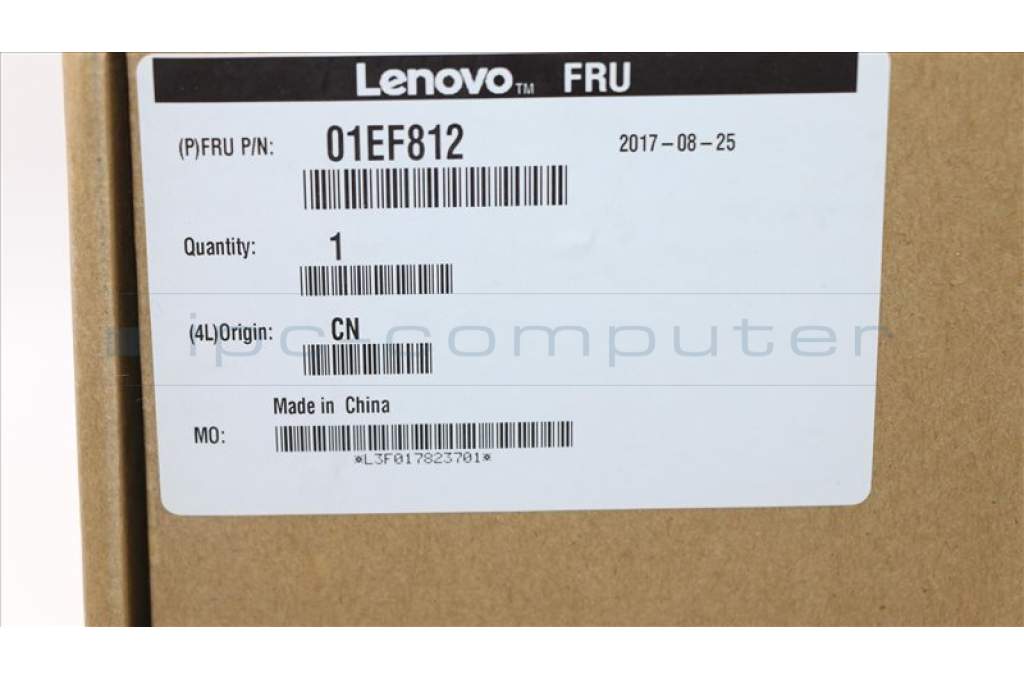 Lenovo™ FRU
(P)FRU P/N: 01EF812 2017-08-25
Quantity: 1
(4L)Origin: CN
ipc-computer
Made in China
MO:
*L3F017823701*